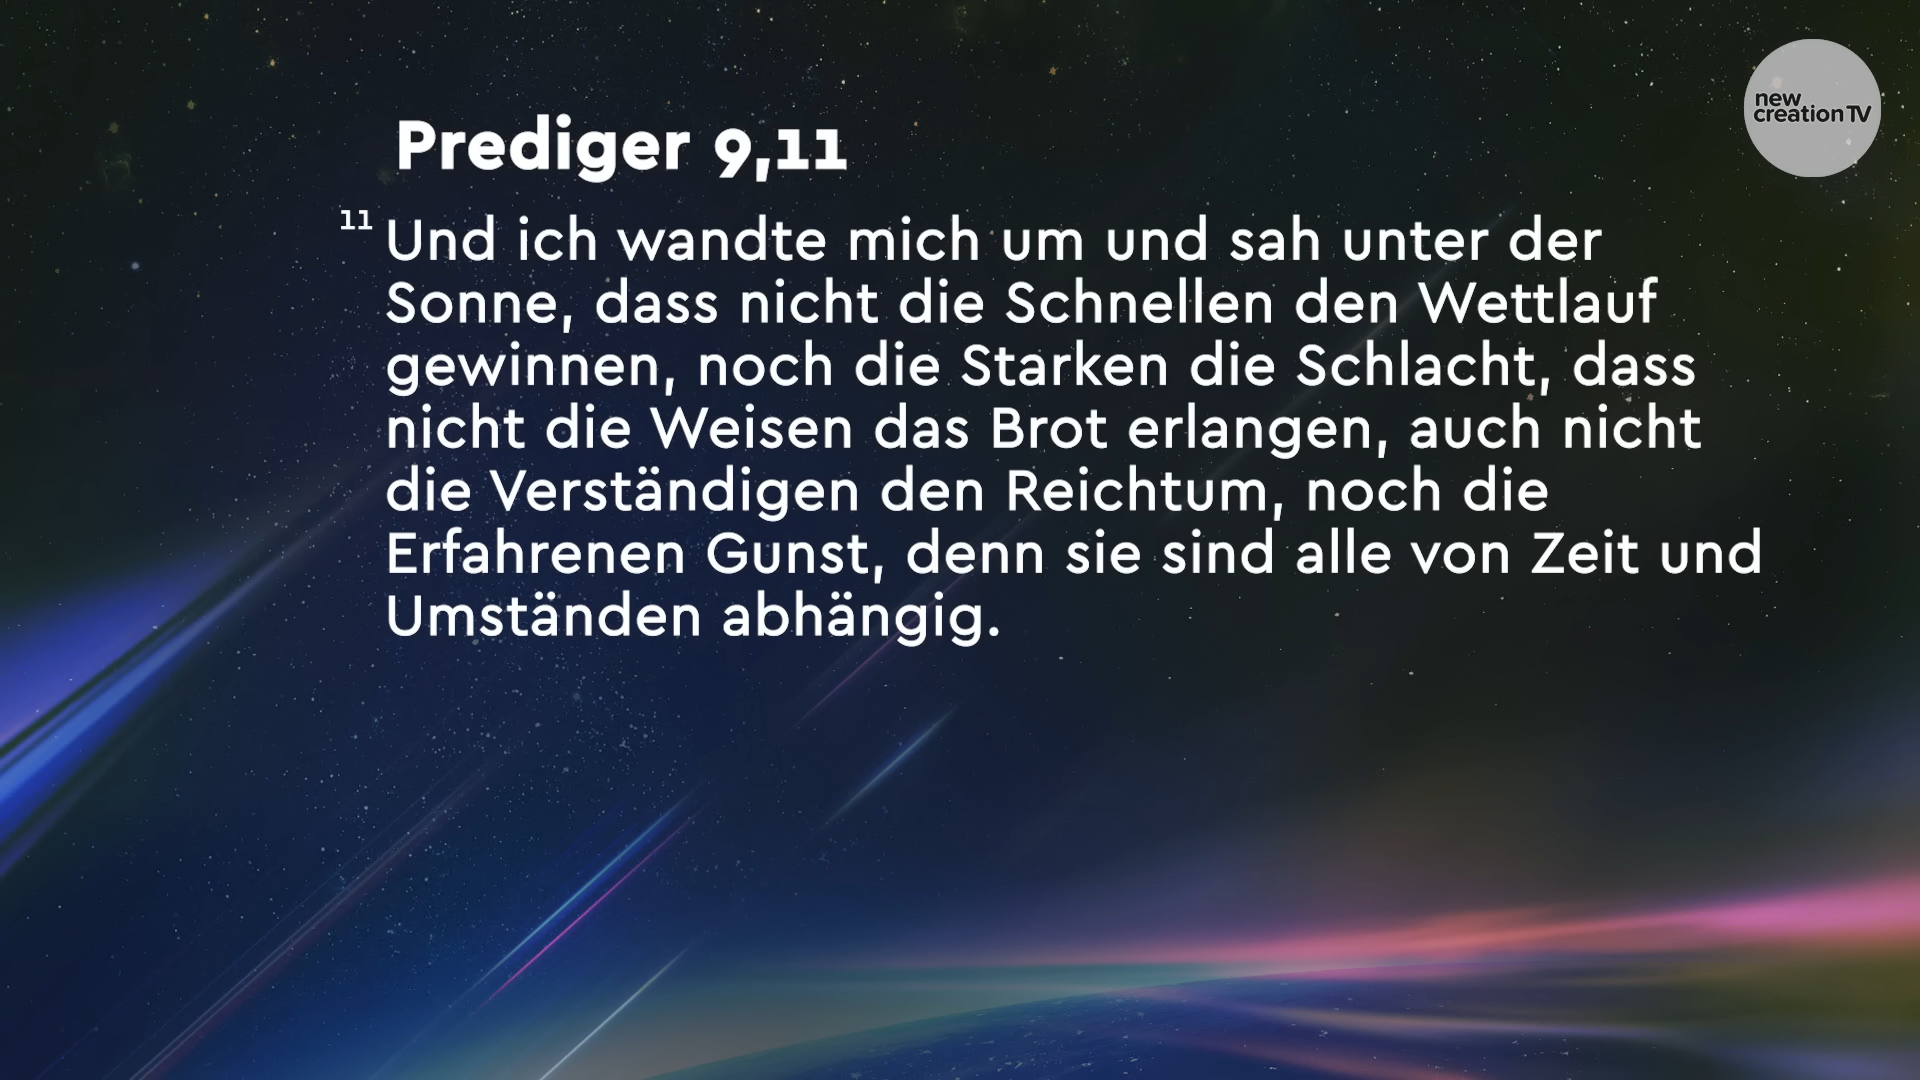 new
creationTV
Prediger 9,11
11 Und ich wandte mich um und sah unter der
Sonne, dass nicht die Schnellen den Wettlauf
gewinnen, noch die Starken die Schlacht, dass
nicht die Weisen das Brot erlangen, auch nicht
die Verständigen den Reichtum, noch die
Erfahrenen Gunst, denn sie sind alle von Zeit und
Umständen abhängig.